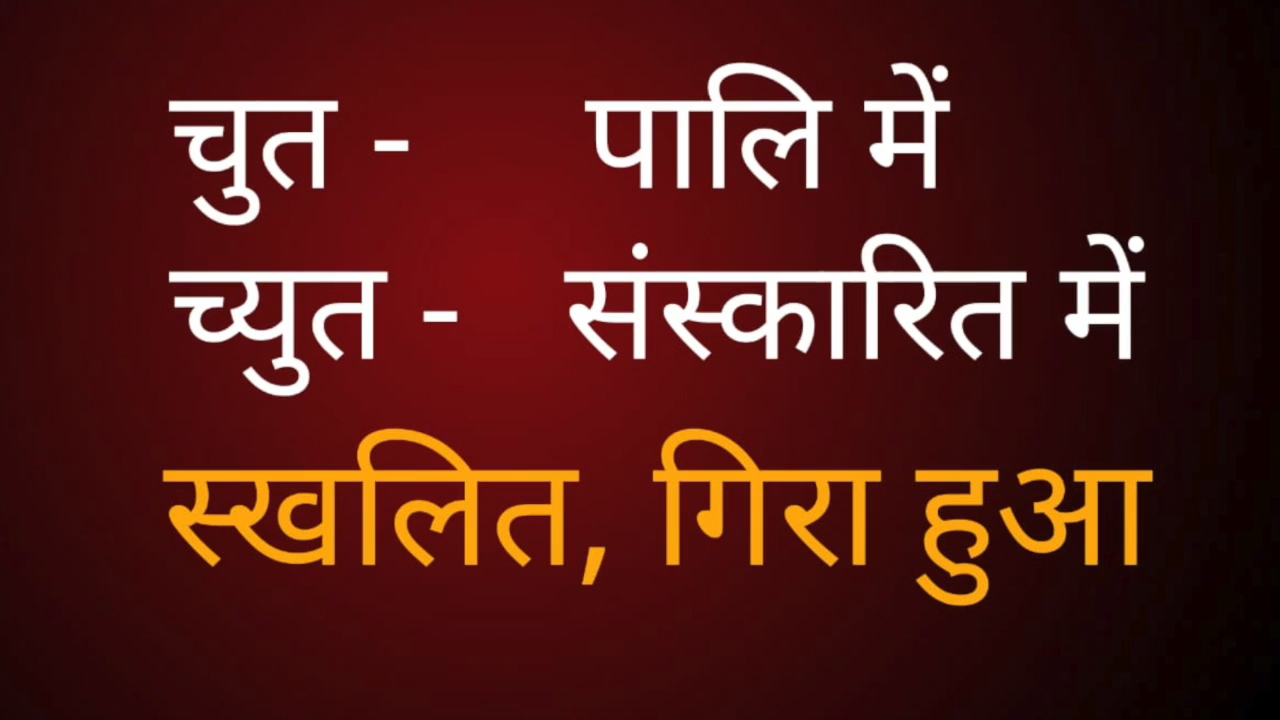 चुत - पालि में
च्युत - संस्कारित में
स्खलित, गिरा हुआ